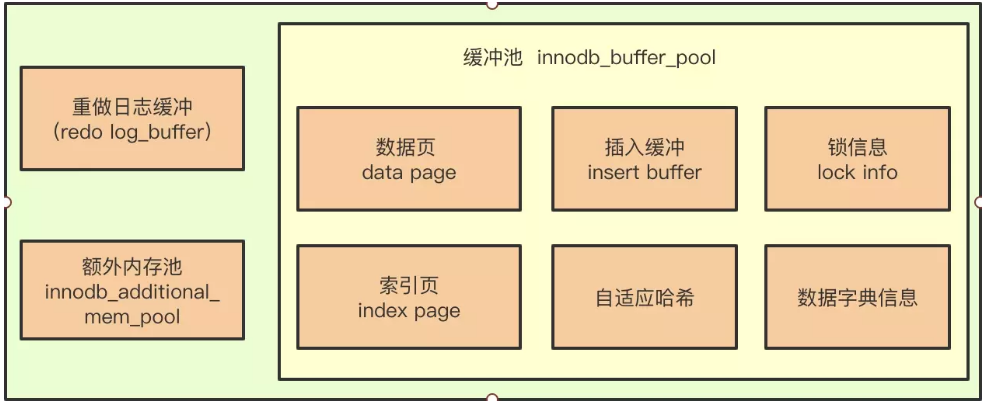 缓冲池 innodb_buffer_pool
重做日志缓冲
（redo log_buffer）
额外内存池
innodb_additional_
mem_pool
数据页
data page
插入缓冲
insert buffer
锁信息
lock info
索引页
index page
自适应哈希
数据字典信息